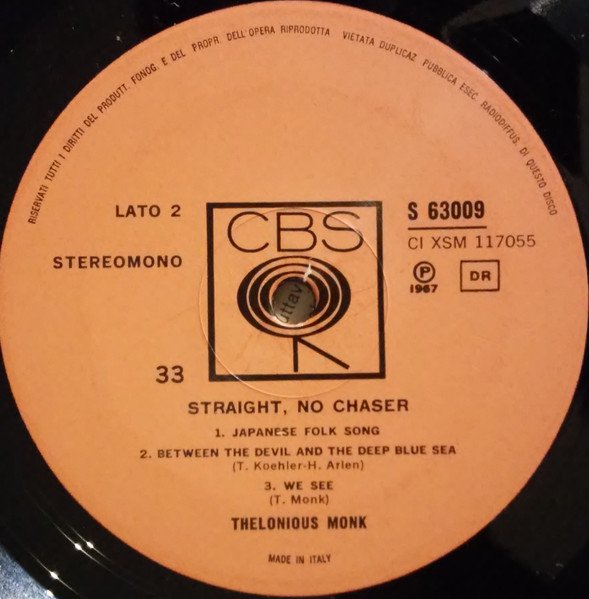 RISERVATI TUTTI I DIRITTI DEL PRODUTT. FONOG. E DEL PROPR. DELL'OPERA RIPRODOTTA VIETATA DUPLICAZ. PUBBLICA ESEC. RADIODIFFUS. DI QUESTO DISCO
LATO 2
CBS
S 63009
CI XSM 117055
STEREOMONO
P
1967
DR
33
STRAIGHT, NO CHASER
1. JAPANESE FOLK SONG
2. BETWEEN THE DEVIL AND THE DEEP BLUE SEA
(T. Koehler-H. Arlen)
3. WE SEE
(T. Monk)
THELONIOUS MONK
MADE IN ITALY